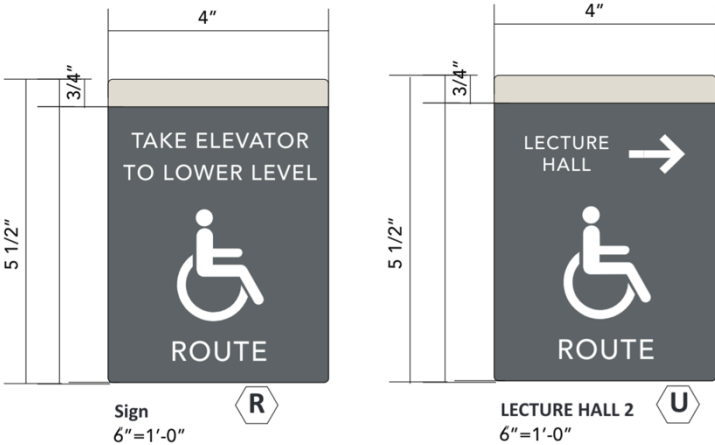 4”
3/4”
5 1/2”
TAKE ELEVATOR
TO LOWER LEVEL
ROUTE
Sign
6”=1’-0”
R
4”
3/4”
5 1/2”
LECTURE
HALL
ROUTE
LECTURE HALL 2
6”=1’-0”
U